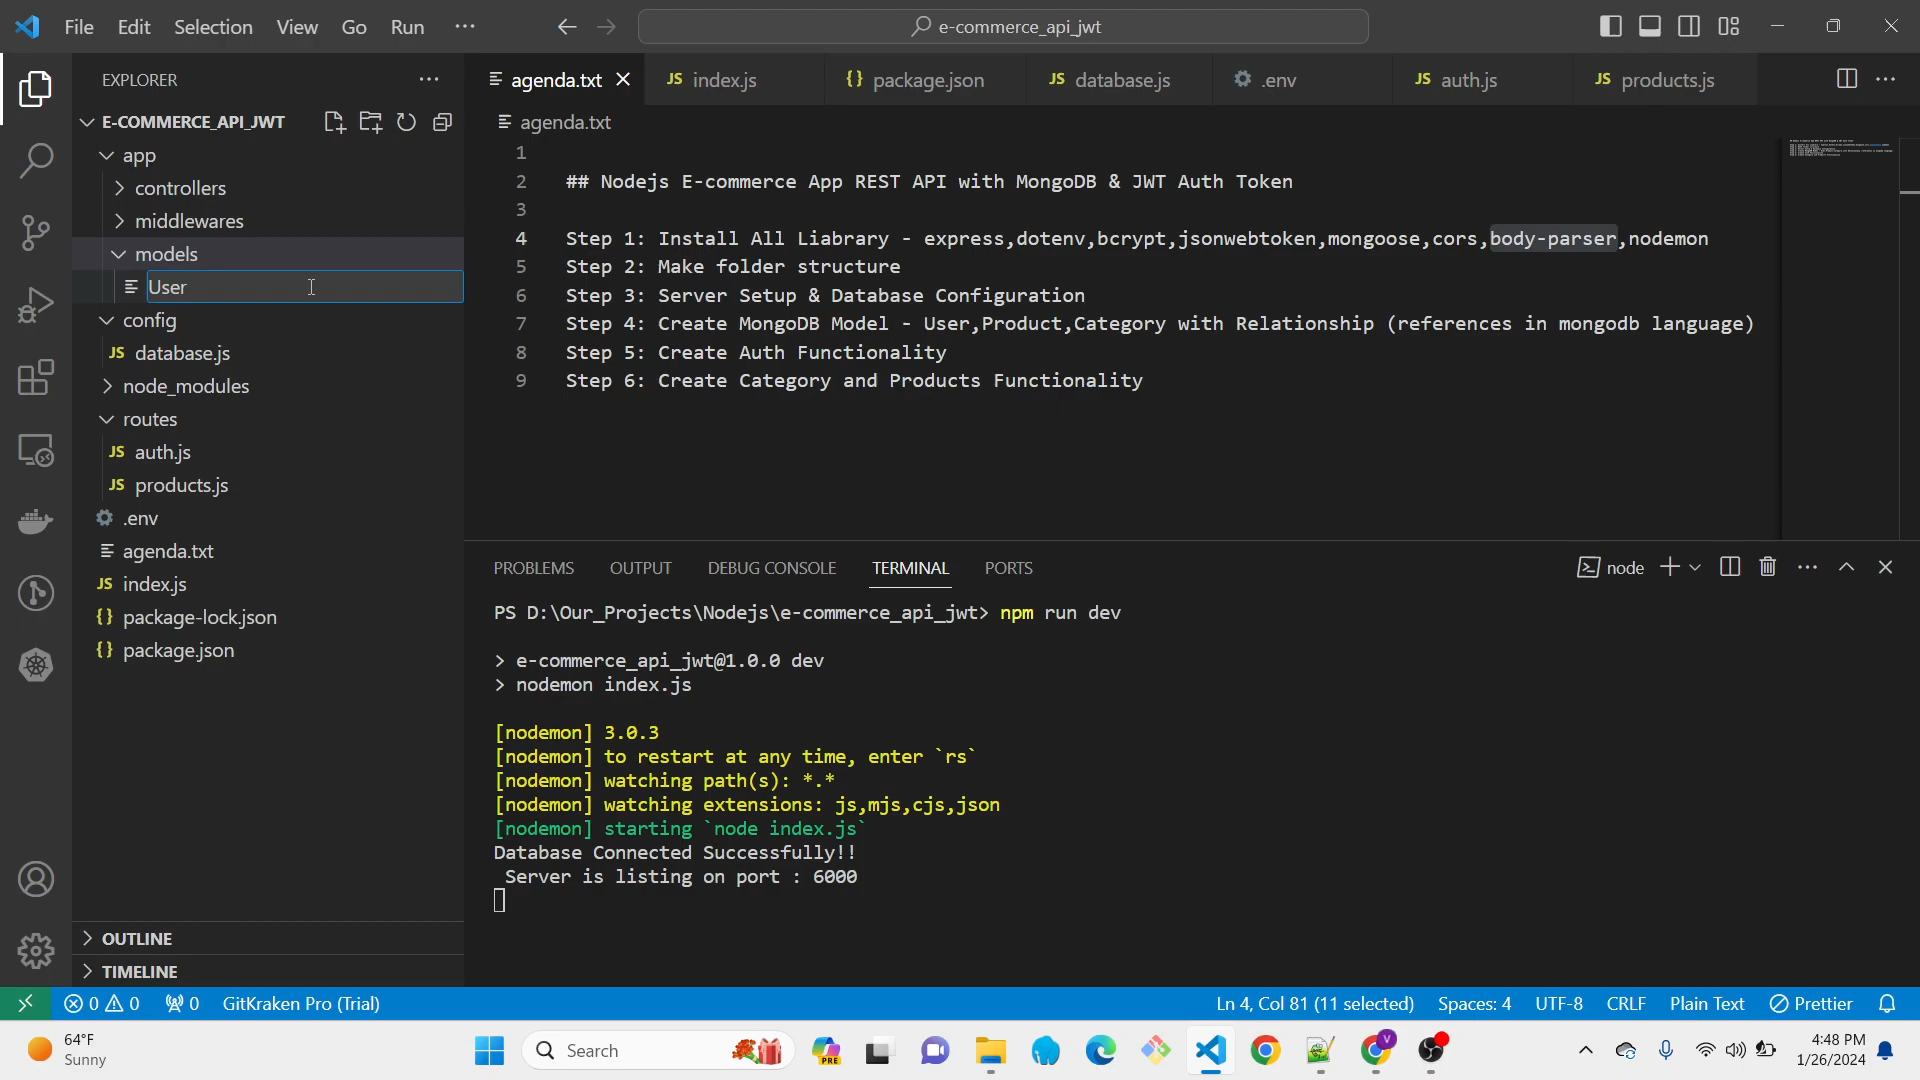 File Edit Selection View Go Run ···
e-commerce_api_jwt
EXPLORER
agenda.txt
JS index.js
{} package.json
JS database.js
.env
JS auth.js
JS products.js
E-COMMERCE_API_JWT
agenda.txt
app
controllers
middlewares
models
User
config
JS database.js
node_modules
routes
JS auth.js
JS products.js
.env
agenda.txt
JS index.js
{} package-lock.json
{} package.json
OUTLINE
TIMELINE
1
2 ## Nodejs E-commerce App REST API with MongoDB & JWT Auth Token
3
4 Step 1: Install All Liabrary - express,dotenv,bcrypt,jsonwebtoken,mongoose,cors,body-parser,nodemon
5 Step 2: Make folder structure
6 Step 3: Server Setup & Database Configuration
7 Step 4: Create MongoDB Model - User,Product,Category with Relationship (references in mongodb language)
8 Step 5: Create Auth Functionality
9 Step 6: Create Category and Products Functionality
PROBLEMS OUTPUT DEBUG CONSOLE TERMINAL PORTS
node
PS D:\Our_Projects\Nodejs\e-commerce_api_jwt> npm run dev
> e-commerce_api_jwt@1.0.0 dev
> nodemon index.js
[nodemon] 3.0.3
[nodemon] to restart at any time, enter `rs`
[nodemon] watching path(s): *.*
[nodemon] watching extensions: js,mjs,cjs,json
[nodemon] starting `node index.js`
Database Connected Successfully!!
Server is listing on port : 6000
0 0 0 GitKraken Pro (Trial)
Ln 4, Col 81 (11 selected) Spaces: 4 UTF-8 CRLF Plain Text Prettier
64°F
Sunny
Search
PRE
V
4:48 PM
1/26/2024